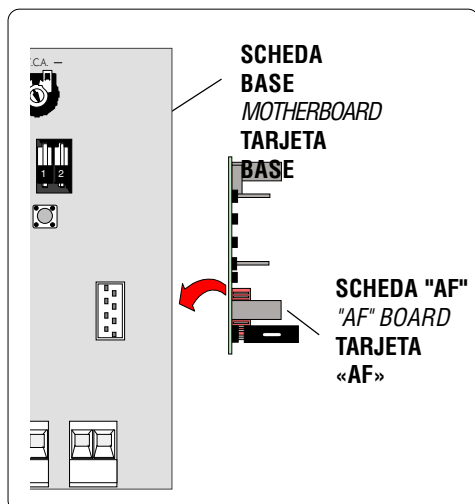 .C.A. –
SCHEDA
BASE
MOTHERBOARD
TARJETA
BASE
1 2
SCHEDA "AF"
"AF" BOARD
TARJETA
«AF»